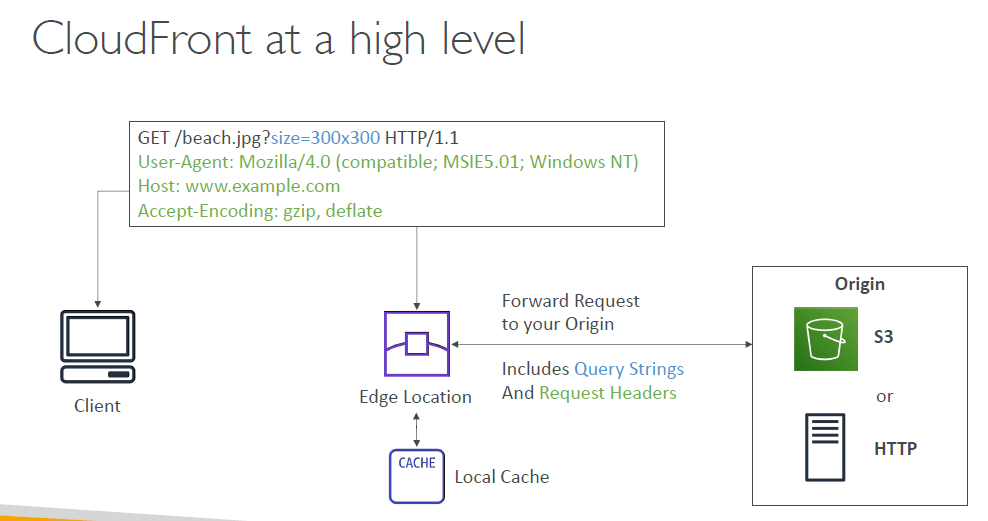 CloudFront at a high level
GET /beach.jpg?size=300x300 HTTP/1.1
User-Agent: Mozilla/4.0 (compatible; MSIE5.01; Windows NT)
Host: www.example.com
Accept-Encoding: gzip, deflate
Client
Edge Location
CACHE
Local Cache
Forward Request
to your Origin
Includes Query Strings
And Request Headers
Origin
S3
or
HTTP